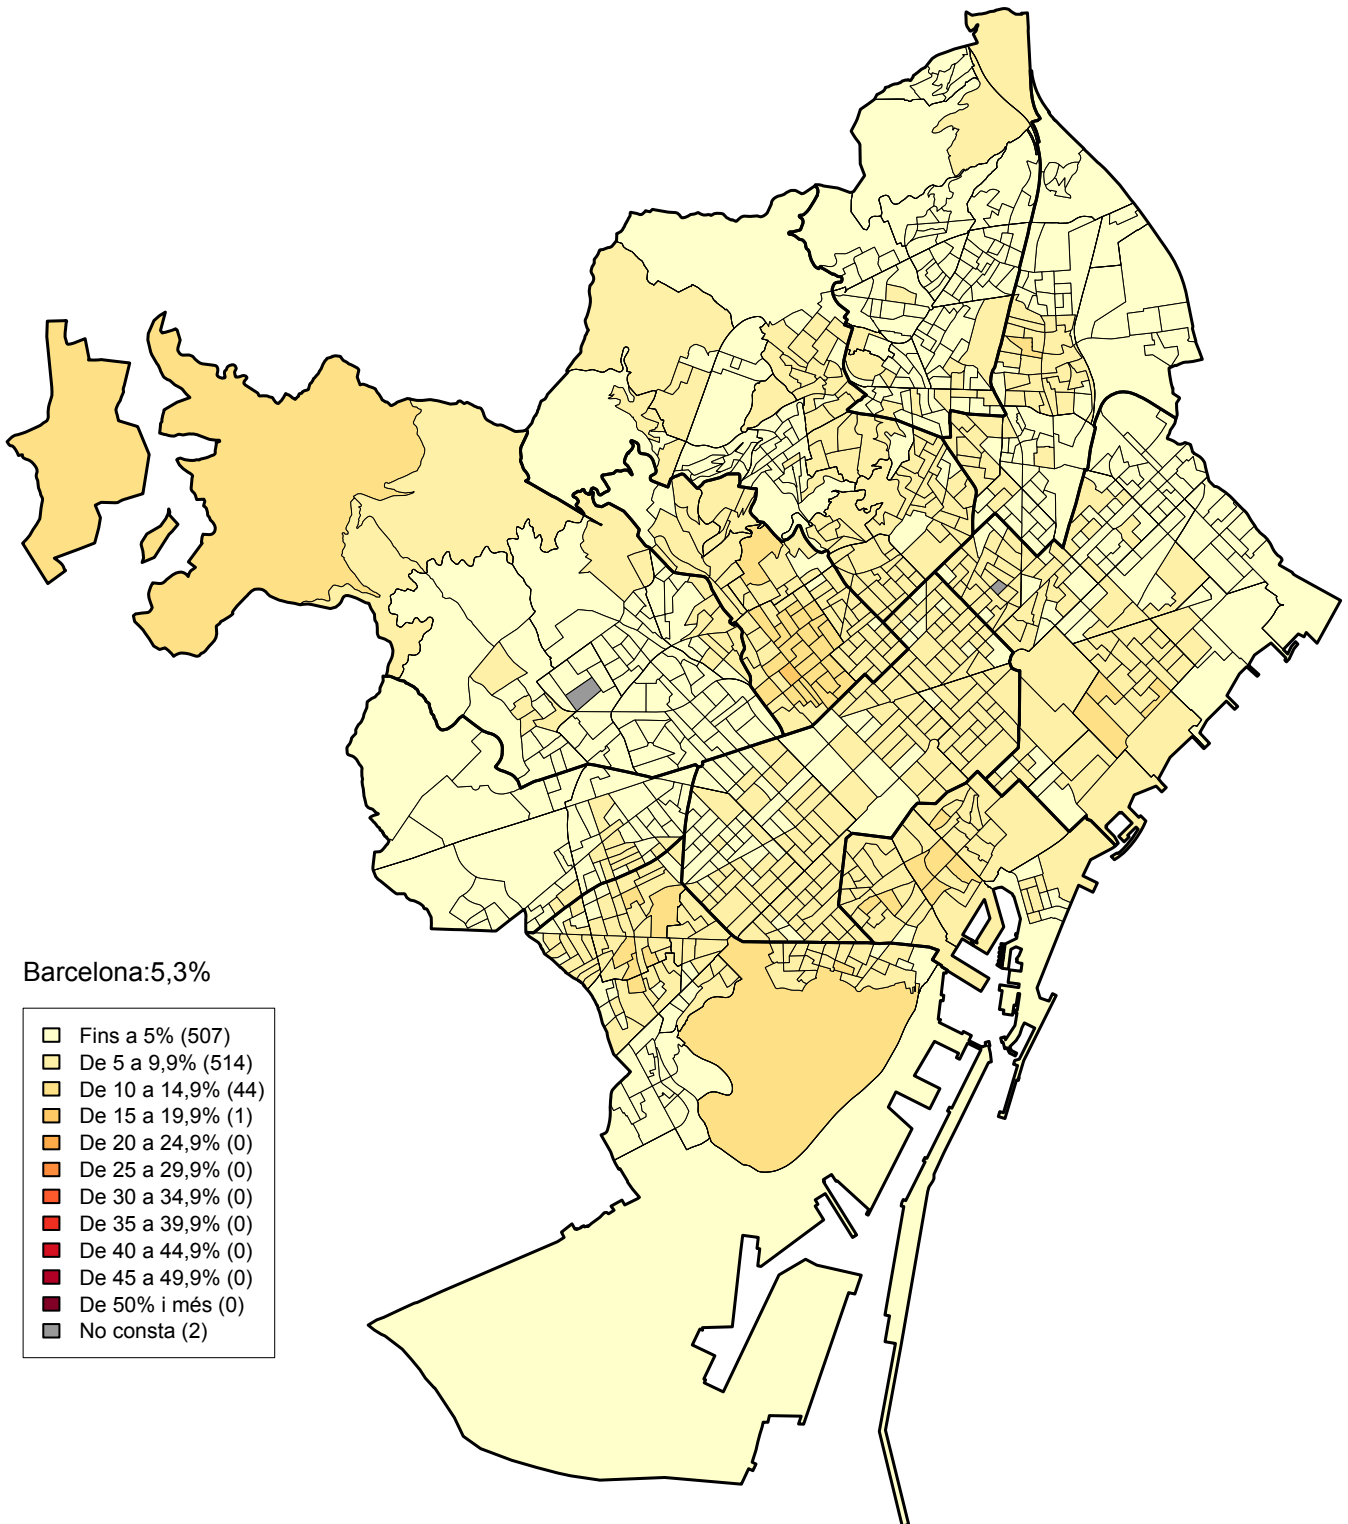 Barcelona:5,3%
Fins a 5% (507)
De 5 a 9,9% (514)
De 10 a 14,9% (44)
De 15 a 19,9% (1)
De 20 a 24,9% (0)
De 25 a 29,9% (0)
De 30 a 34,9% (0)
De 35 a 39,9% (0)
De 40 a 44,9% (0)
De 45 a 49,9% (0)
De 50% i més (0)
No consta (2)